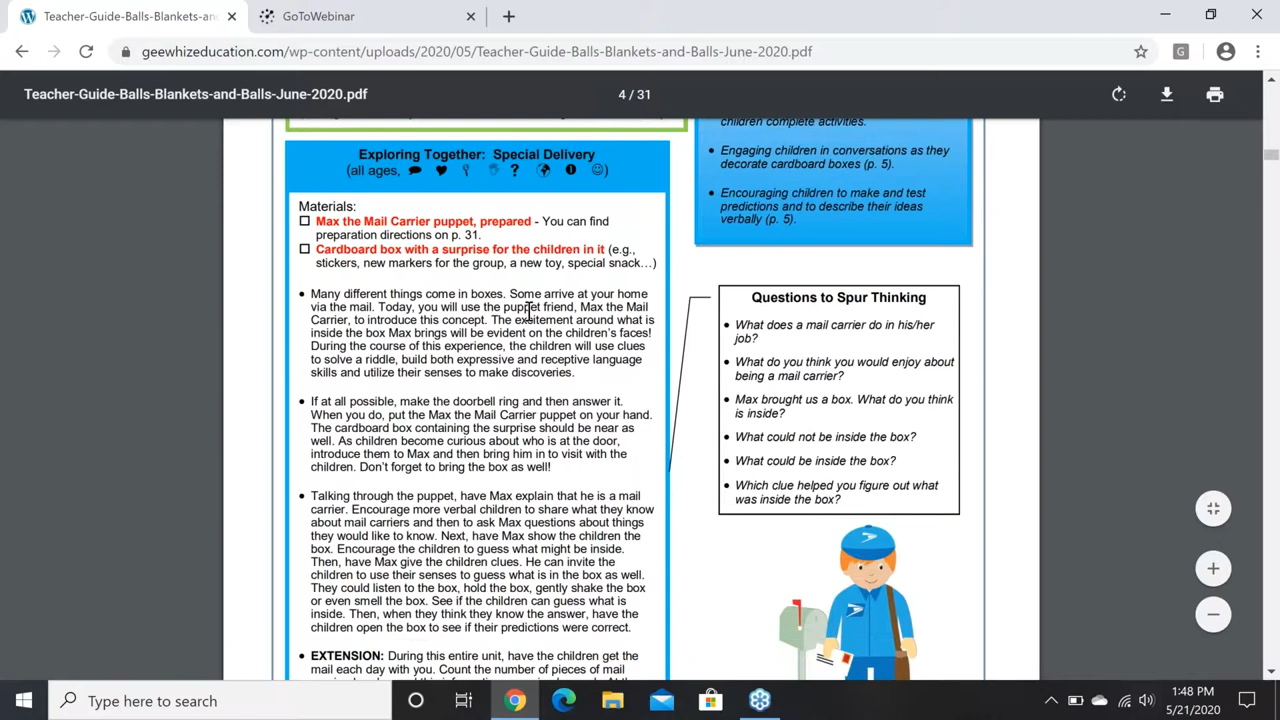 Teacher-Guide-Balls-Blankets-and-
GoToWebinar
geewhizeducation.com/wp-content/uploads/2020/05/Teacher-Guide-Balls-Blankets-and-Balls-June-2020.pdf
G
Teacher-Guide-Balls-Blankets-and-Balls-June-2020.pdf
4 / 31
children complete activities.
• Engaging children in conversations as they
decorate cardboard boxes (p. 5).
• Encouraging children to make and test
predictions and to describe their ideas
verbally (p. 5).
Exploring Together: Special Delivery
(all ages, ?)
Materials:
Max the Mail Carrier puppet, prepared - You can find
preparation directions on p. 31.
Cardboard box with a surprise for the children in it (e.g.,
stickers, new markers for the group, a new toy, special snack…)
• Many different things come in boxes. Some arrive at your home
via the mail. Today, you will use the puppet friend, Max the Mail
Carrier, to introduce this concept. The excitement around what is
inside the box Max brings will be evident on the children's faces!
During the course of this experience, the children will use clues
to solve a riddle, build both expressive and receptive language
skills and utilize their senses to make discoveries.
• If at all possible, make the doorbell ring and then answer it.
When you do, put the Max the Mail Carrier puppet on your hand.
The cardboard box containing the surprise should be near as
well. As children become curious about who is at the door,
introduce them to Max and then bring him in to visit with the
children. Don't forget to bring the box as well!
• Talking through the puppet, have Max explain that he is a mail
carrier. Encourage more verbal children to share what they know
about mail carriers and then to ask Max questions about things
they would like to know. Next, have Max show the children the
box. Encourage the children to guess what might be inside.
Then, have Max give the children clues. He can invite the
children to use their senses to guess what is in the box as well.
They could listen to the box, hold the box, gently shake the box
or even smell the box. See if the children can guess what is
inside. Then, when they think they know the answer, have the
children open the box to see if their predictions were correct.
• EXTENSION: During this entire unit, have the children get the
mail each day with you. Count the number of pieces of mail
Questions to Spur Thinking
• What does a mail carrier do in his/her
job?
• What do you think you would enjoy about
being a mail carrier?
• Max brought us a box. What do you think
is inside?
• What could not be inside the box?
• What could be inside the box?
• Which clue helped you figure out what
was inside the box?
Type here to search
1:48 PM
5/21/2020